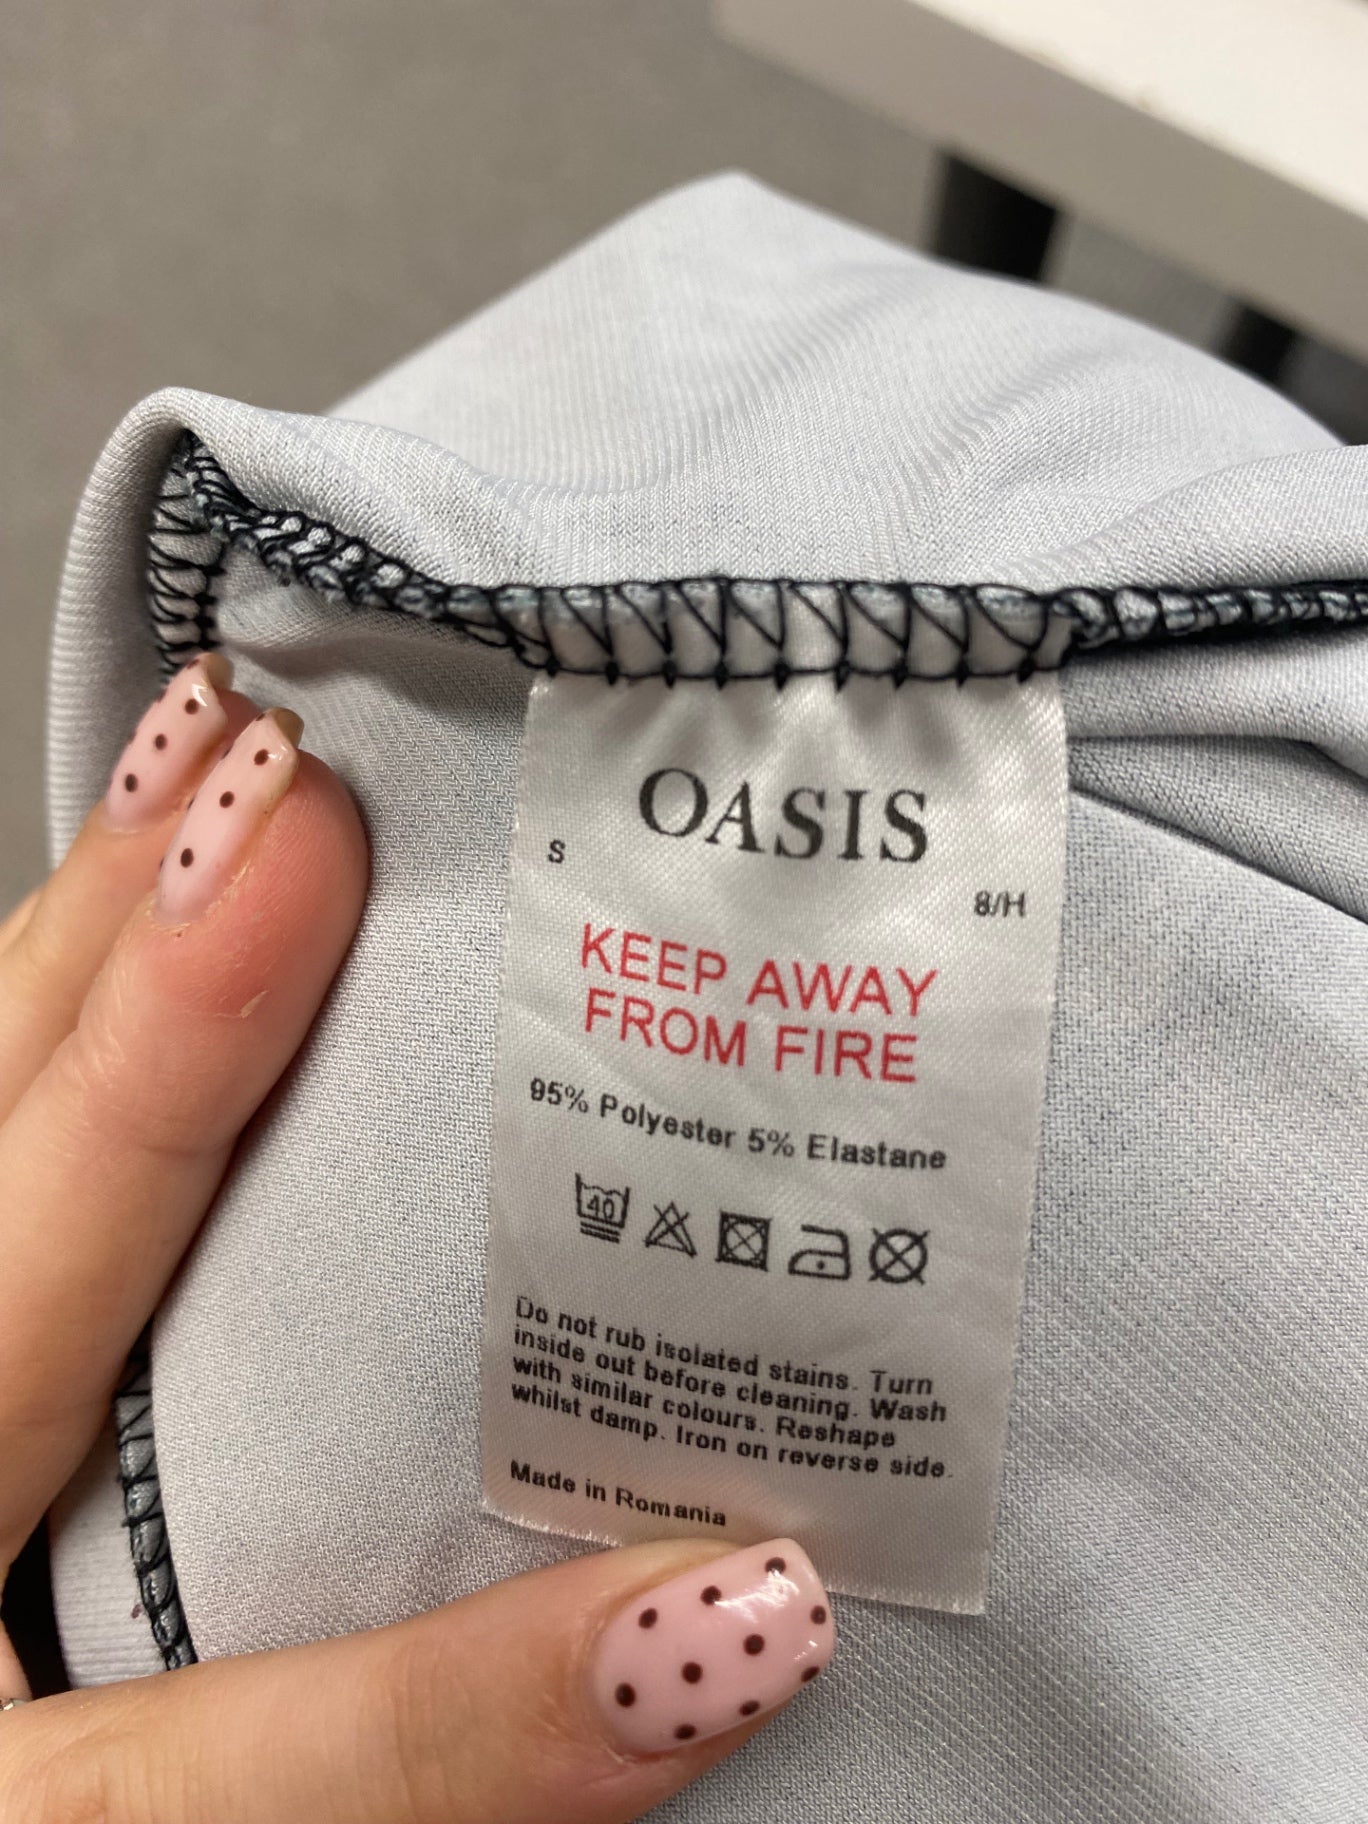 OASIS
S
8/H
KEEP AWAY
FROM FIRE
95% Polyester 5% Elastane
40
Do not rub isolated stains. Turn
inside out before cleaning. Wash
with similar colours. Reshape
whilst damp. Iron on reverse side.
Made in Romania